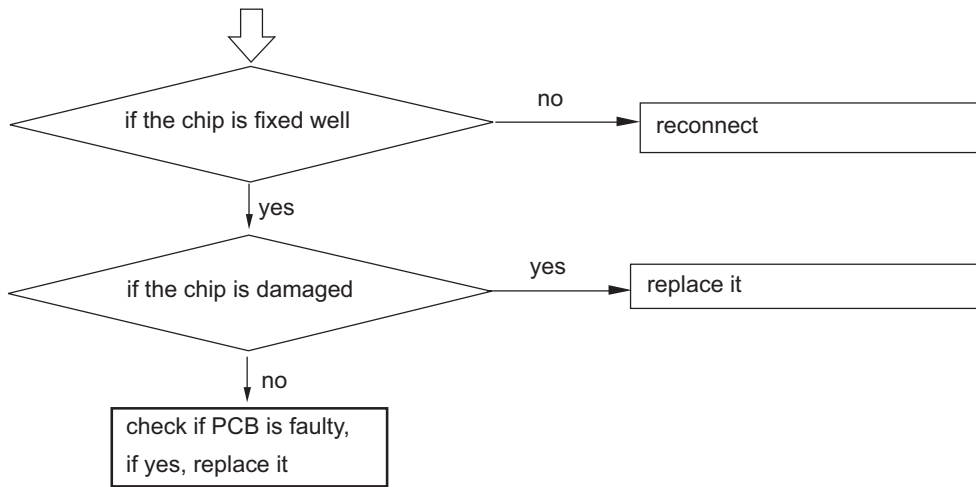 if the chip is fixed well
no
reconnect
yes
if the chip is damaged
yes
replace it
no
check if PCB is faulty,
if yes, replace it